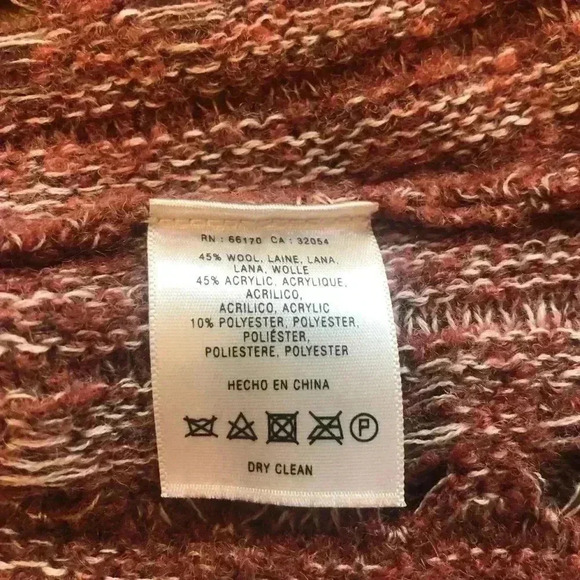 RN : 66170 CA : 32054
45% WOOL, LAINE, LANA,
LANA, WOLLE
45% ACRYLIC, ACRYLIQUE,
ACRILICO,
ACRILICO, ACRYLIC
10% POLYESTER, POLYESTER,
POLIÉSTER,
POLIESTERE, POLYESTER
HECHO EN CHINA
P
DRY CLEAN